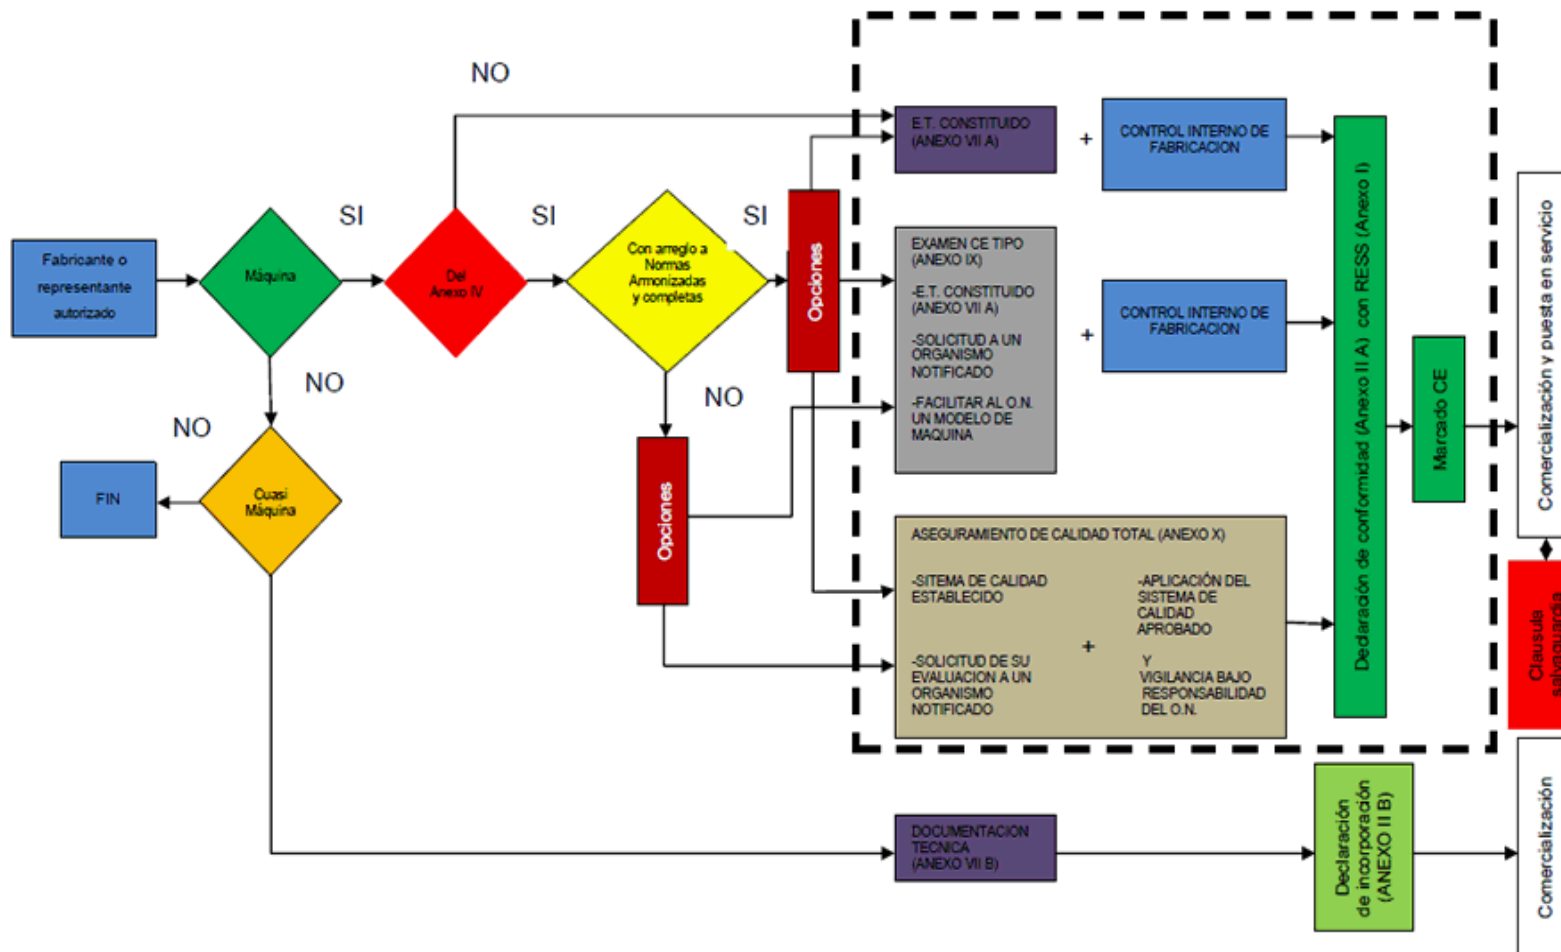 NO
Fabricante o
representante
autorizado
Máquina
SI
Del
Anexo IV
SI
Con arreglo a
Normas
Armonizadas
y completas
SI
Opciones
NO
NO
Cuasi
Máquina
NO
FIN
Opciones
E.T. CONSTITUIDO
(ANEXO VII A)
+
CONTROL INTERNO DE
FABRICACION
EXAMEN CE TIPO
(ANEXO IX)
-E.T. CONSTITUIDO
(ANEXO VII A)
-SOLICITUD A UN
ORGANISMO
NOTIFICADO
-FACILITAR AL O.N.
UN MODELO DE
MAQUINA
+
CONTROL INTERNO DE
FABRICACION
ASEGURAMIENTO DE CALIDAD TOTAL (ANEXO X)
-SITEMA DE CALIDAD
ESTABLECIDO
-SOLICITUD DE SU
EVALUACION A UN
ORGANISMO
NOTIFICADO
+
-APLICACIÓN DEL
SISTEMA DE
CALIDAD
APROBADO
Y
VIGILANCIA BAJO
RESPONSABILIDAD
DEL O.N.
Declaración de conformidad (Anexo II A) con RESS (Anexo I)
Marcado CE
Comercialización y puesta en servicio
Clausula
salvaguardia
DOCUMENTACION
TECNICA
(ANEXO VII B)
Declaración
de incorporación
(ANEXO II B)
Comercialización